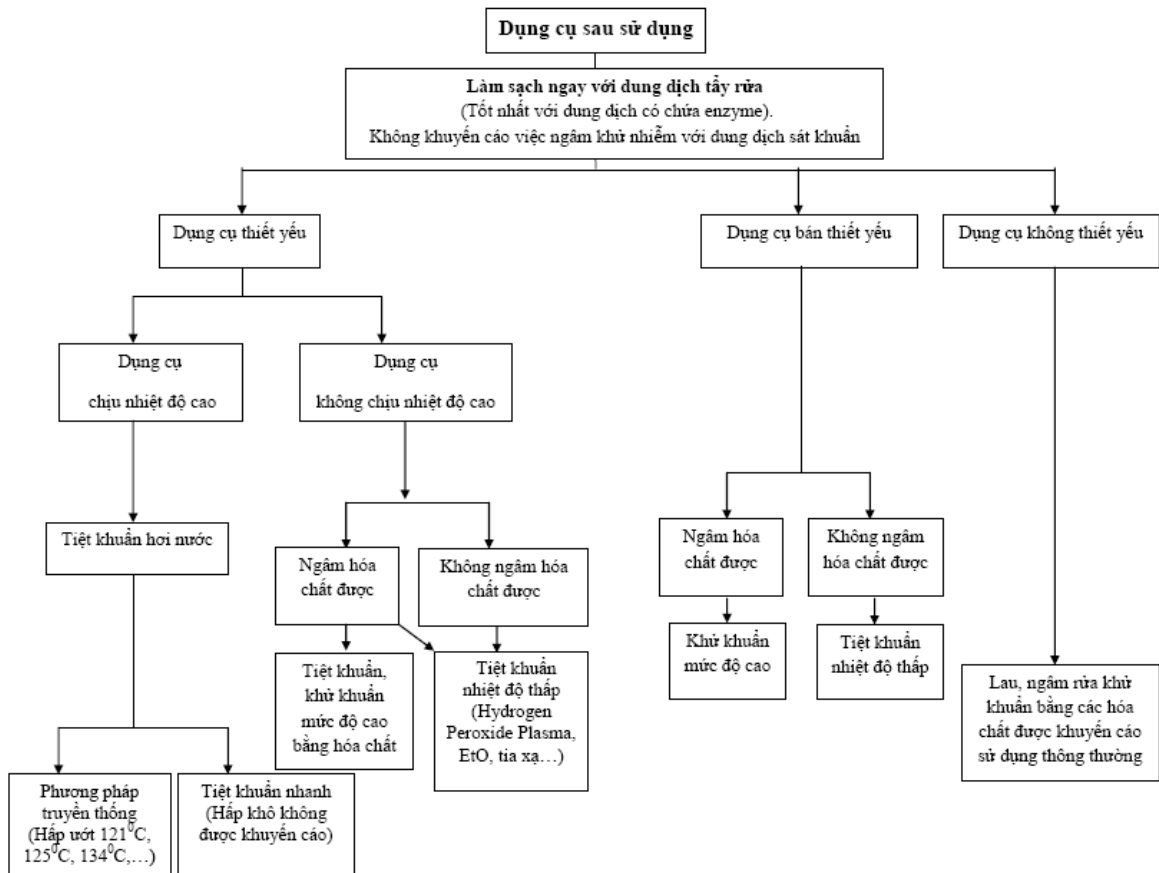 Dụng cụ sau sử dụng
Làm sạch ngay với dung dịch tẩy rửa
(Tốt nhất với dung dịch có chứa enzyme).
Không khuyến cáo việc ngâm khử nhiễm với dung dịch sát khuẩn
Dụng cụ thiết yếu
Dụng cụ bán thiết yếu
Dụng cụ không thiết yếu
Dụng cụ
chịu nhiệt độ cao
Dụng cụ
không chịu nhiệt độ cao
Tiệt khuẩn hơi nước
Ngâm hóa
chất được
Không ngâm hóa
chất được
Ngâm hóa
chất được
Không ngâm
hóa chất được
Khử khuẩn
mức độ cao
Tiệt khuẩn
nhiệt độ thấp
Tiệt khuẩn,
khử khuẩn
mức độ cao
bằng hóa chất
Tiệt khuẩn
nhiệt độ thấp
(Hydrogen
Peroxide Plasma,
EtO, tia xạ…)
Lau, ngâm rửa khử
khuẩn bằng các hóa
chất được khuyến cáo
sử dụng thông thường
Phương pháp
truyền thống
(Hấp ướt 121⁰C,
125⁰C, 134⁰C,…)
Tiệt khuẩn nhanh
(Hấp khô không
được khuyến cáo)